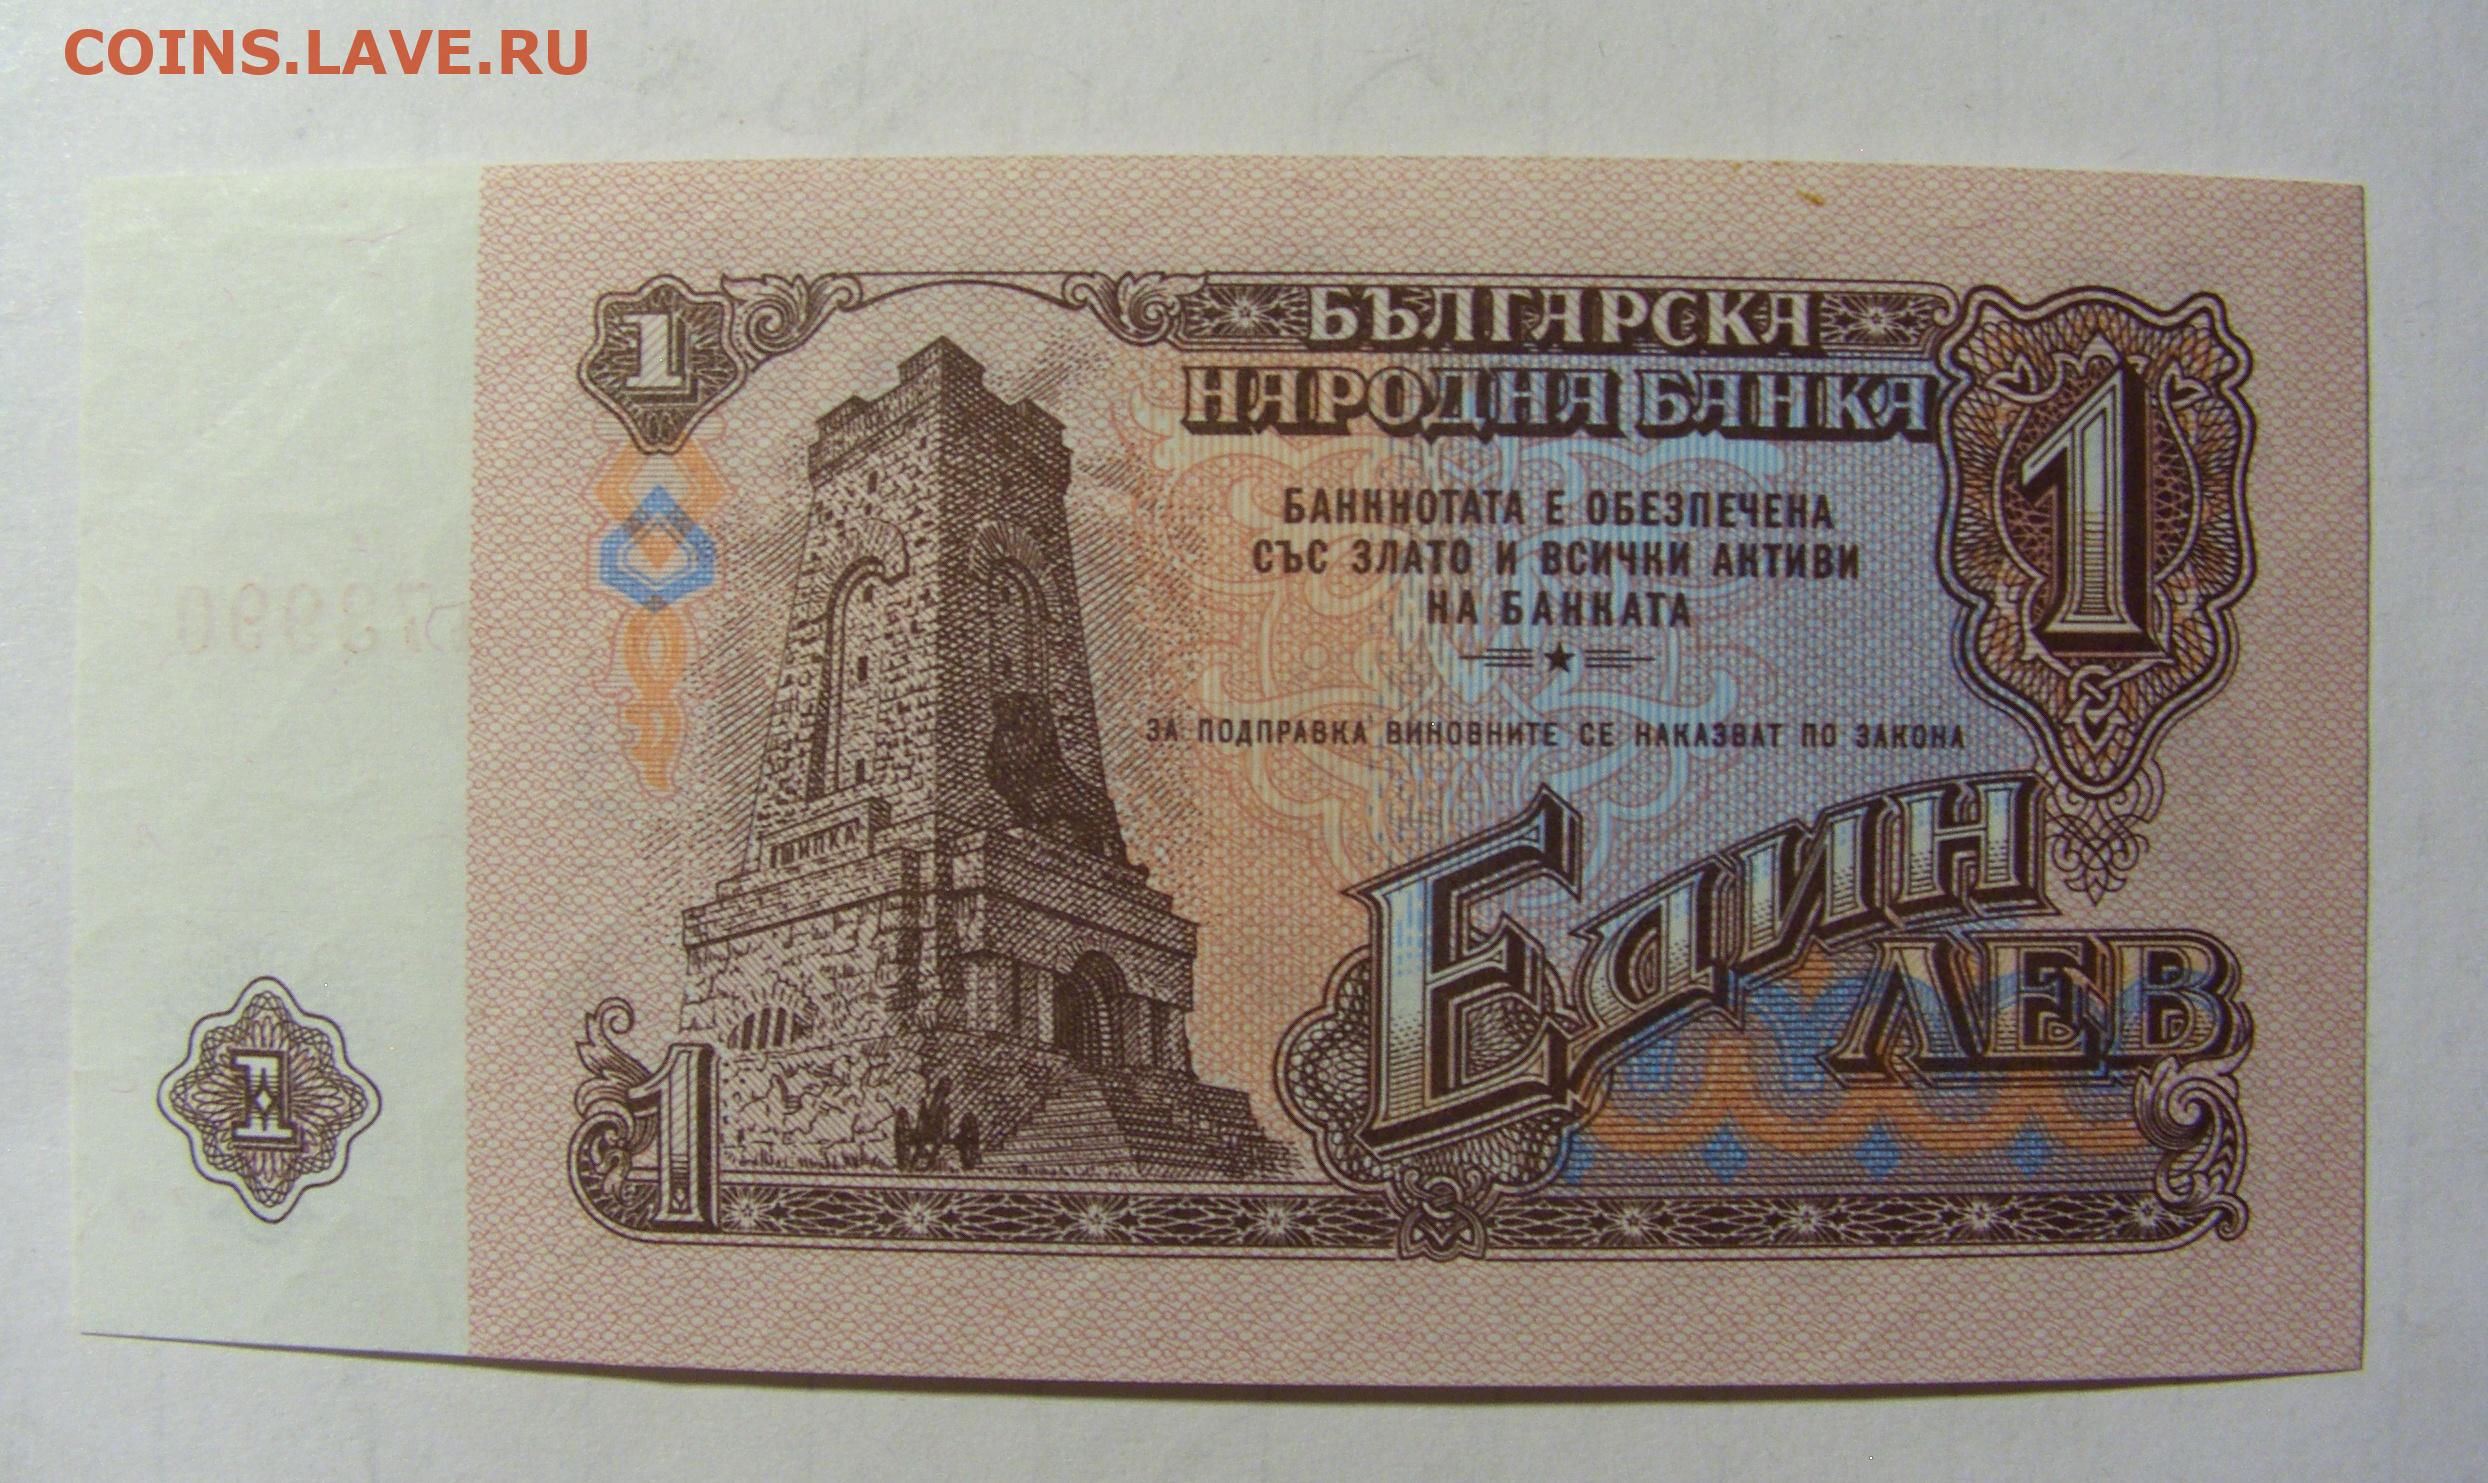 COINS.LAVE.RU
1
БЪЛГАРСКА
НАРОДНА БАНКА
1
БАНКНОТАТА Е ОБЕЗПЕЧЕНА
СЪС ЗЛАТО И ВСИЧКИ АКТИВИ
НА БАНКАТА
ЗА ПОДПРАВКА ВИНОВНИТЕ СЕ НАКАЗВАТ ПО ЗАКОНА
ШИПКА
ЕДИН
ЛЕВ
1
1